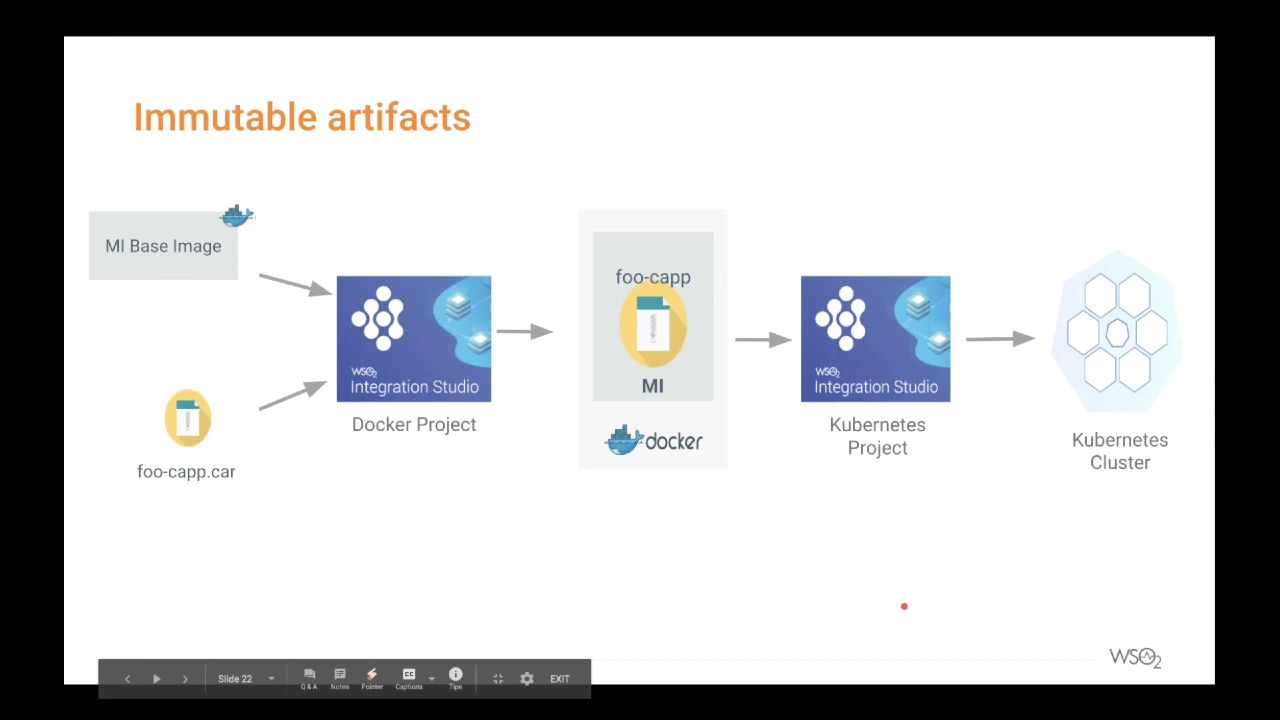 Immutable artifacts
MI Base Image
foo-capp.car
WSO2
Integration Studio
Docker Project
foo-capp
MI
docker
WSO2
Integration Studio
Kubernetes
Project
Kubernetes
Cluster
WSO2
Slide 22
Q & A
Notes
Pointer
CC
Captions
Tips
EXIT